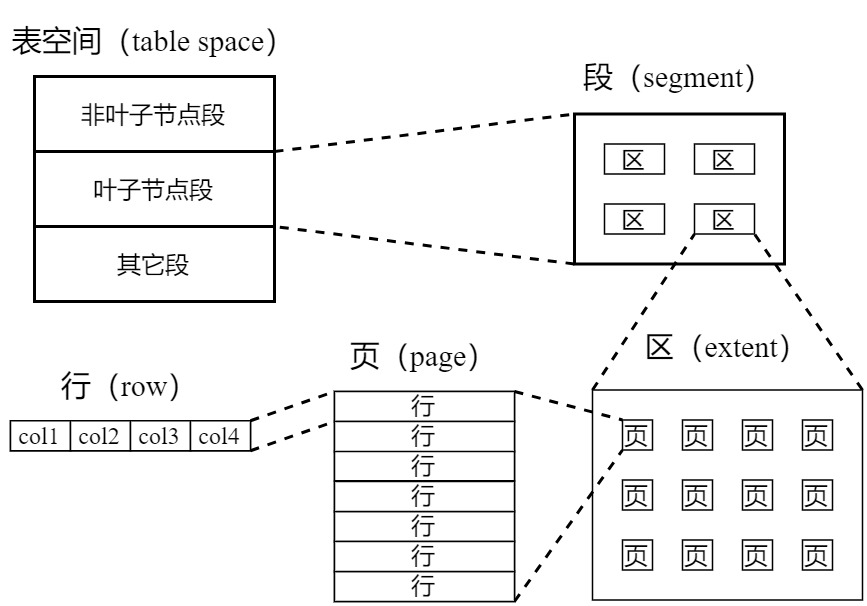 表空间（table space）
非叶子节点段
叶子节点段
其它段
段（segment）
区 区
区 区
区（extent）
页 页 页 页
页 页 页 页
页 页 页 页
页（page）
行
行
行
行
行
行
行
行（row）
col1 col2 col3 col4